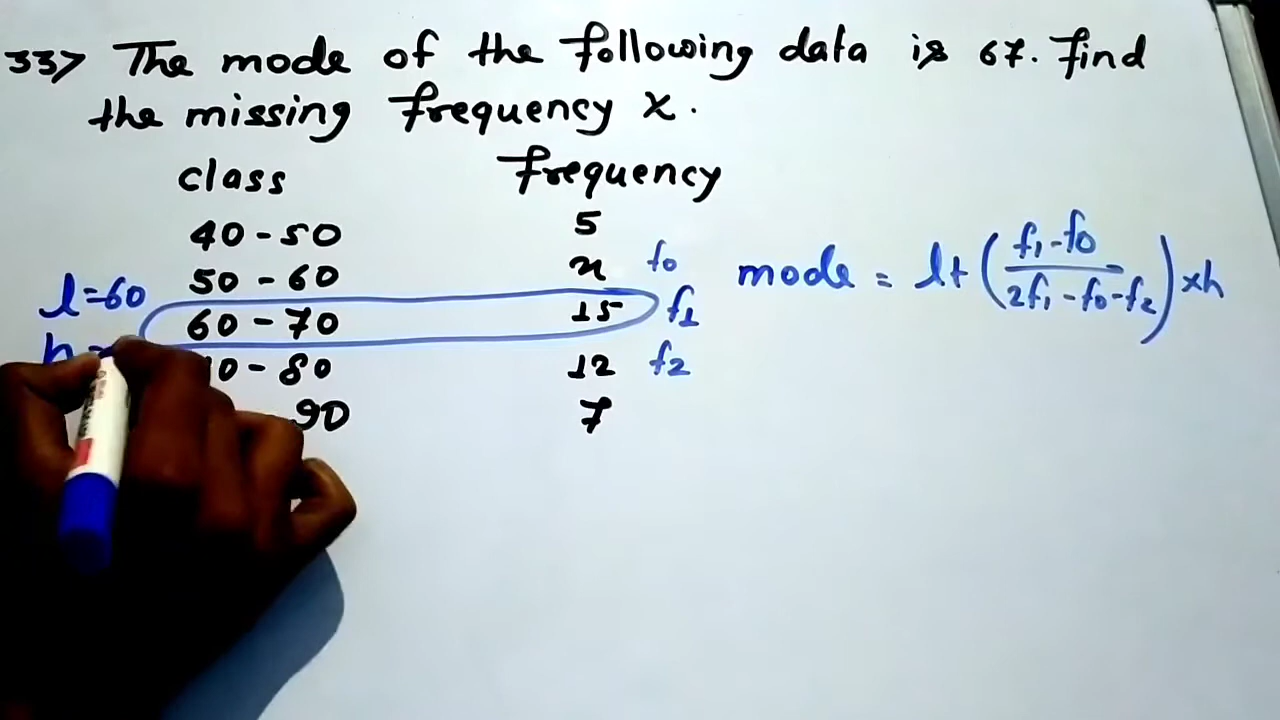 33> The mode of the following data is 67. Find
the missing frequency x.
class Frequency
40-50 5
50-60 x f0
l=60
60-70 15 f1
h=
0-80 12 f2
90 7
mode = l+(f1-f0/2f1-f0-f2)×h